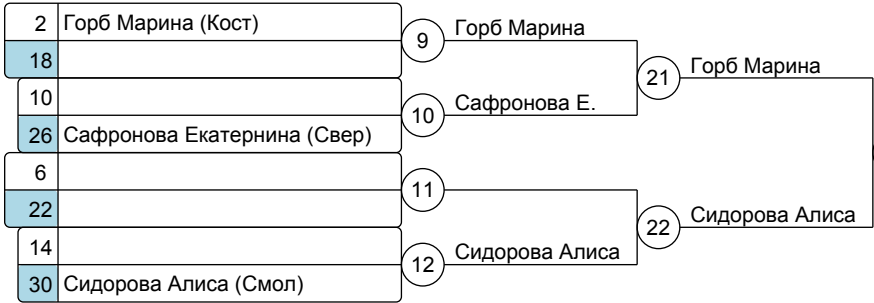 2 Горб Марина (Кост)
18
9 Горб Марина
10
26 Сафронова Екатернина (Свер)
10 Сафронова Е.
21 Горб Марина
6
22
11
14
30 Сидорова Алиса (Смол)
12 Сидорова Алиса
22 Сидорова Алиса